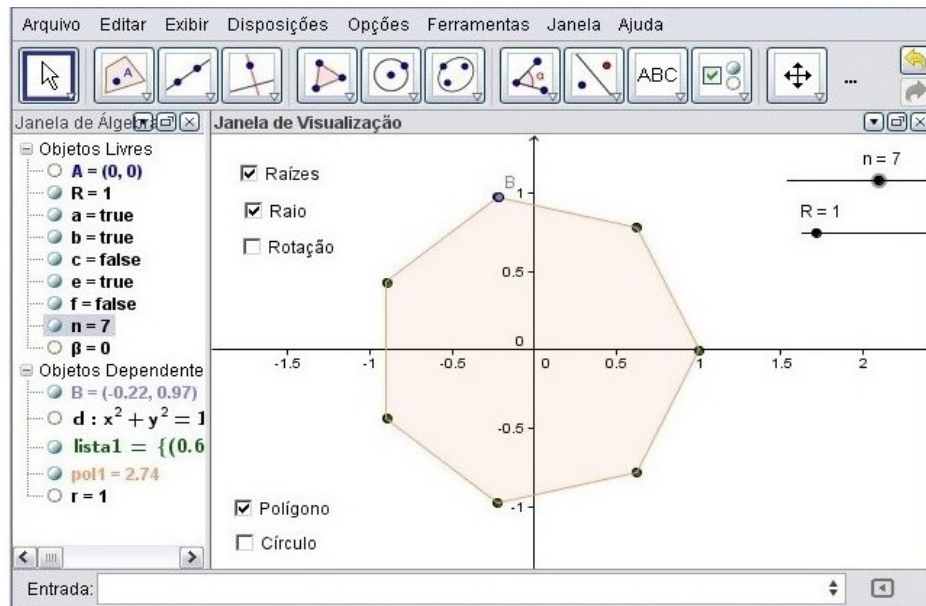 Arquivo Editar Exibir Disposições Opções Ferramentas Janela Ajuda
A
α
ABC
...
Janela de Álgebra
Objetos Livres
A = (0, 0)
R = 1
a = true
b = true
c = false
e = true
f = false
n = 7
β = 0
Objetos Dependente
B = (-0.22, 0.97)
d : x² + y² = 1
lista1 = {(0.6
pol1 = 2.74
r = 1
Janela de Visualização
Raízes
Raio
Rotação
n = 7
R = 1
B
1
0.5
0
-1.5 -1 -0.5 0 0.5 1 1.5 2
-0.5
-1
Polígono
Círculo
Entrada: